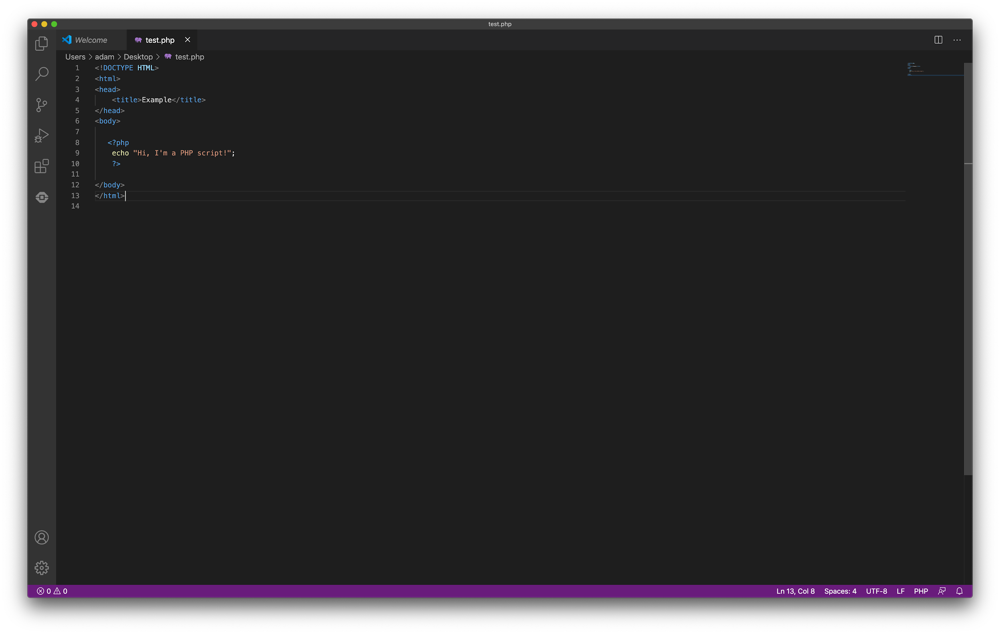 test.php
Welcome test.php
Users > adam > Desktop > test.php
1 <!DOCTYPE HTML>
2 <html>
3 <head>
4     <title>Example</title>
5 </head>
6 <body>
7
8    <?php
9     echo "Hi, I'm a PHP script!";
10     ?>
11
12 </body>
13 </html>
14
0 0 Ln 13, Col 8 Spaces: 4 UTF-8 LF PHP